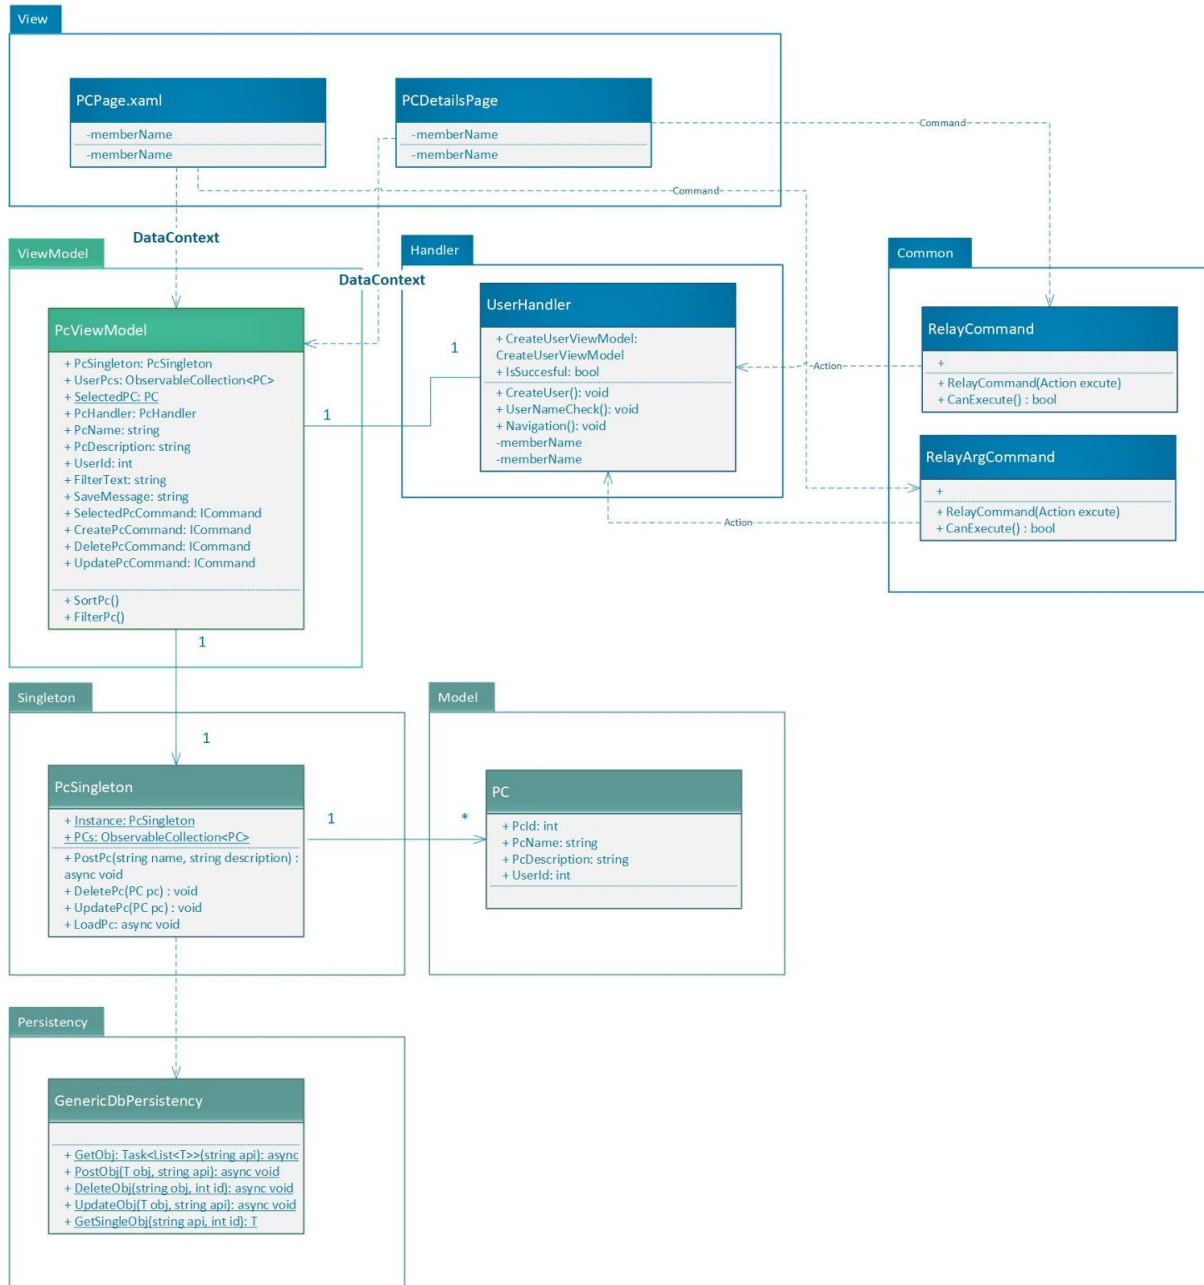 View
PCPage.xaml
-memberName
-memberName
PCDetailsPage
-memberName
-memberName
Command
Command
DataContext
DataContext
ViewModel
PcViewModel
+ PcSingleton: PcSingleton
+ UserPcs: ObservableCollection<PC>
+ SelectedPC: PC
+ PcHandler: PcHandler
+ PcName: string
+ PcDescription: string
+ UserId: int
+ FilterText: string
+ SaveMessage: string
+ SelectedPcCommand: ICommand
+ CreatePcCommand: ICommand
+ DeletePcCommand: ICommand
+ UpdatePcCommand: ICommand
+ SortPc()
+ FilterPc()
1
1
Handler
UserHandler
+ CreateUserViewModel:
CreateUserViewModel
+ IsSuccesful: bool
+ CreateUser(): void
+ UserNameCheck(): void
+ Navigation(): void
-memberName
-memberName
Action
Action
Common
RelayCommand
+
+ RelayCommand(Action excute)
+ CanExecute() : bool
RelayArgCommand
+
+ RelayCommand(Action excute)
+ CanExecute() : bool
1
1
Singleton
PcSingleton
+ Instance: PcSingleton
+ PCs: ObservableCollection<PC>
+ PostPc(string name, string description) :
async void
+ DeletePc(PC pc) : void
+ UpdatePc(PC pc) : void
+ LoadPc: async void
1
*
Model
PC
+ PcId: int
+ PcName: string
+ PcDescription: string
+ UserId: int
Persistency
GenericDbPersistency
+ GetObj: Task<List<T>>(string api): async
+ PostObj(T obj, string api): async void
+ DeleteObj(string obj, int id): async void
+ UpdateObj(T obj, string api): async void
+ GetSingleObj(string api, int id): T